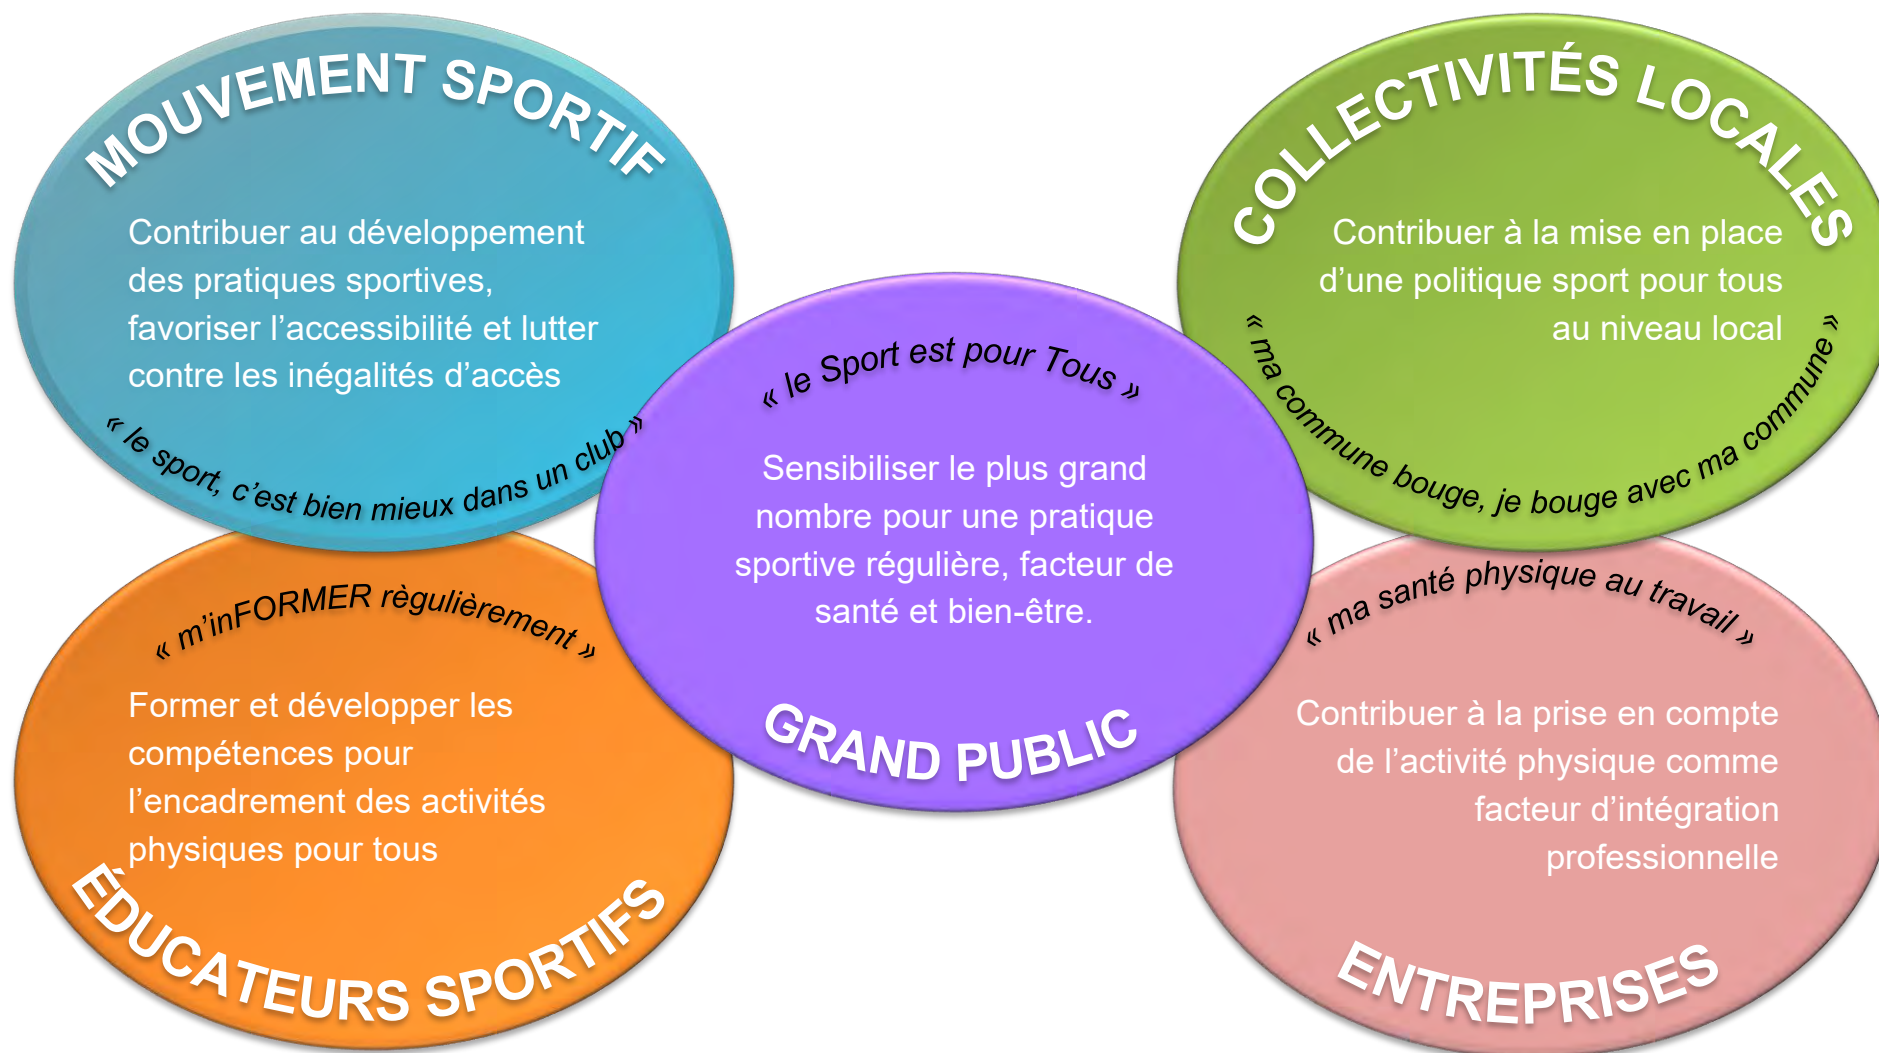 MOUVEMENT SPORTIF
Contribuer au développement
des pratiques sportives,
favoriser l’accessibilité et lutter
contre les inégalités d’accès
« le sport, c’est bien mieux dans un club »
COLLECTIVITÉS LOCALES
Contribuer à la mise en place
d’une politique sport pour tous
au niveau local
« ma commune bouge, je bouge avec ma commune »
« le Sport est pour Tous »
Sensibiliser le plus grand
nombre pour une pratique
sportive régulière, facteur de
santé et bien-être.
GRAND PUBLIC
« m’inFORMER règulièrement »
Former et développer les
compétences pour
l’encadrement des activités
physiques pour tous
ÉDUCATEURS SPORTIFS
« ma santé physique au travail »
Contribuer à la prise en compte
de l’activité physique comme
facteur d’intégration
professionnelle
ENTREPRISES